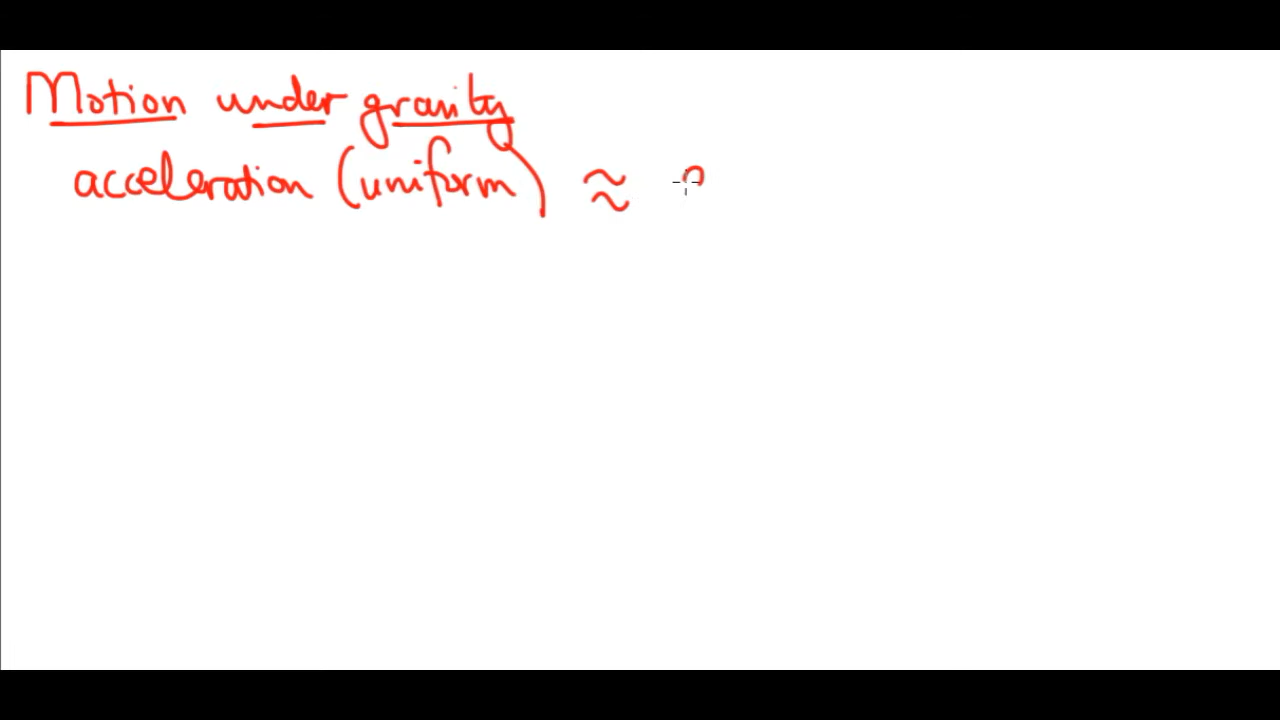 Motion under gravity
acceleration (uniform) ≈